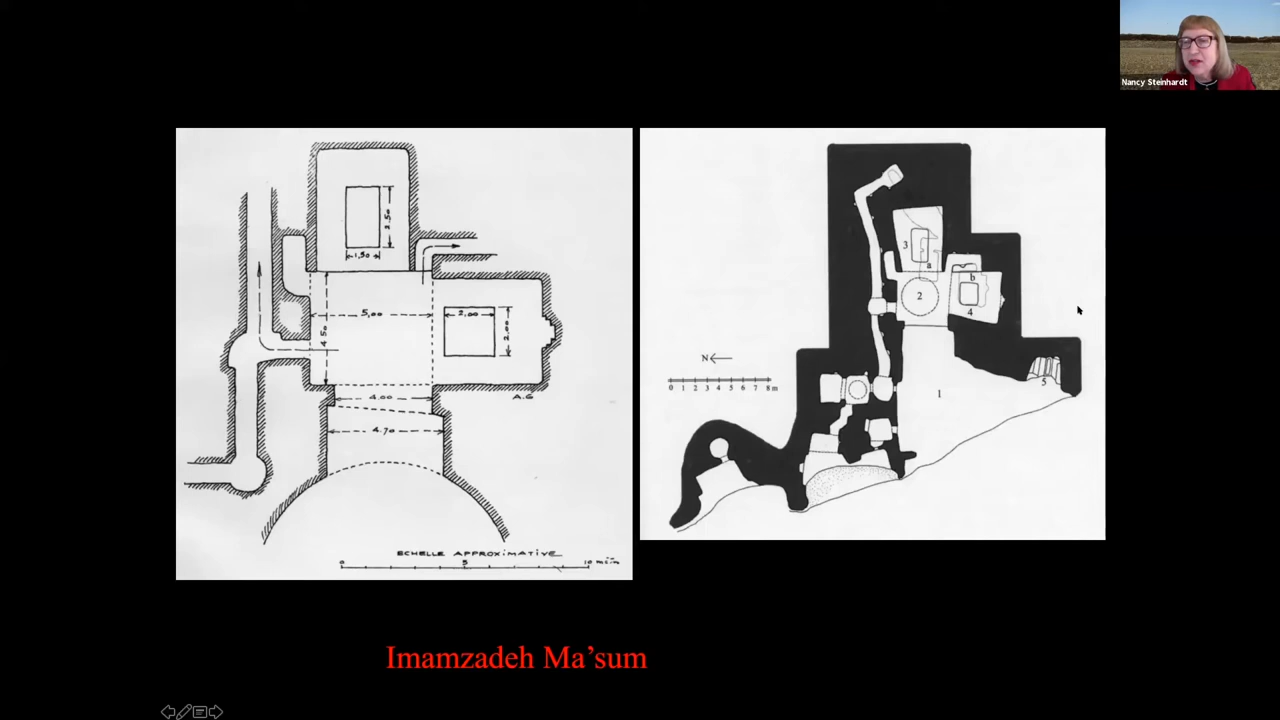 Nancy Steinhardt
2.50
1,50
5,00
4.50
2,00
2.00
4.00
A.G
4.70
ECHELLE APPROXIMATIVE
0 5 10
3
a
b
2
4
N
0 1 2 3 4 5 6 7 8 m
1
5
Imamzadeh Ma'sum